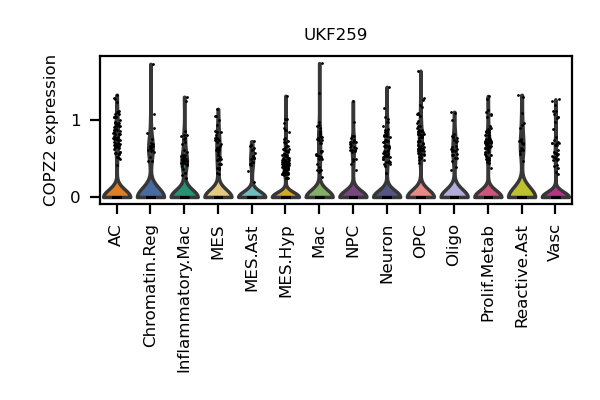 UKF259
COPZ2 expression
1
0
AC
Chromatin.Reg
Inflammatory.Mac
MES
MES.Ast
MES.Hyp
Mac
NPC
Neuron
OPC
Oligo
Prolif.Metab
Reactive.Ast
Vasc